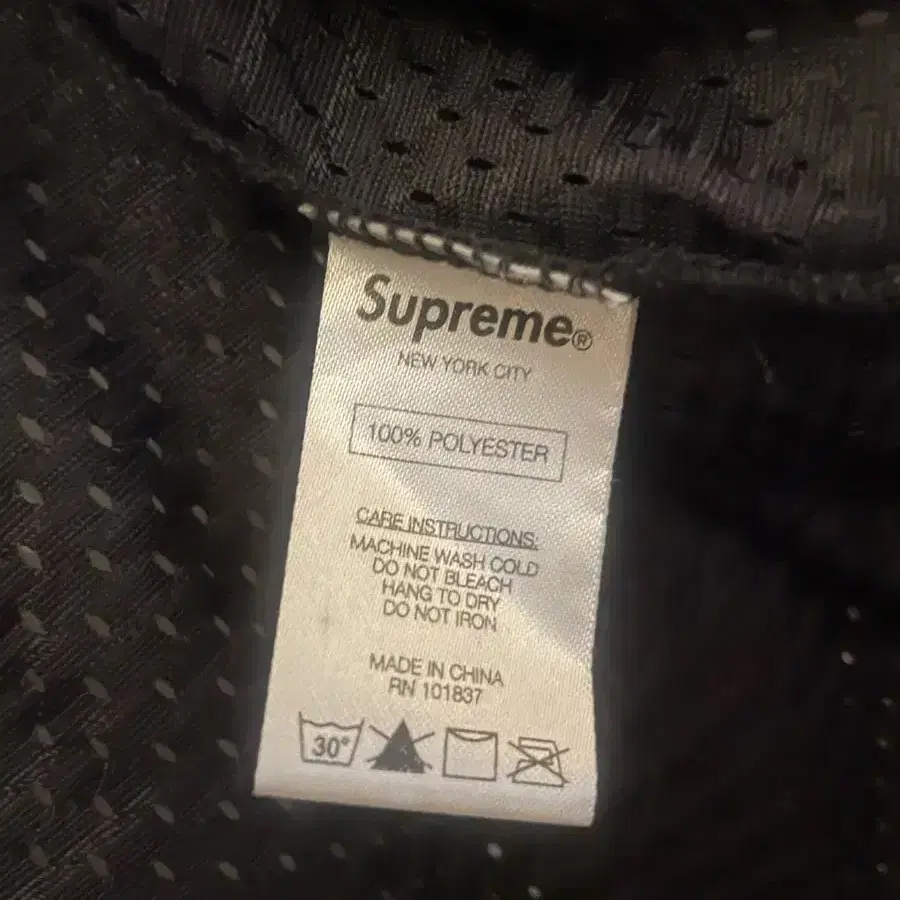 Supreme®
NEW YORK CITY
100% POLYESTER
CARE INSTRUCTIONS:
MACHINE WASH COLD
DO NOT BLEACH
HANG TO DRY
DO NOT IRON
MADE IN CHINA
RN 101837
30°